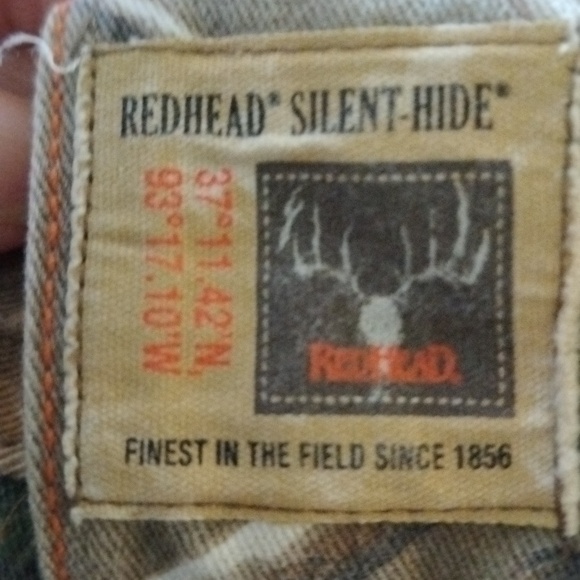 REDHEAD® SILENT-HIDE®
37°11.42'N,
93°17.10'W
REDHEAD.
FINEST IN THE FIELD SINCE 1856